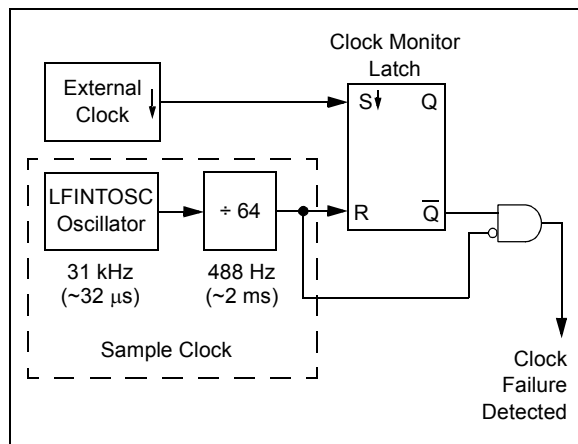 Clock Monitor
Latch
External
Clock
S
Q
LFINTOSC
Oscillator
÷ 64
R
Q̅
31 kHz
(~32 μs)
488 Hz
(~2 ms)
Sample Clock
Clock
Failure
Detected